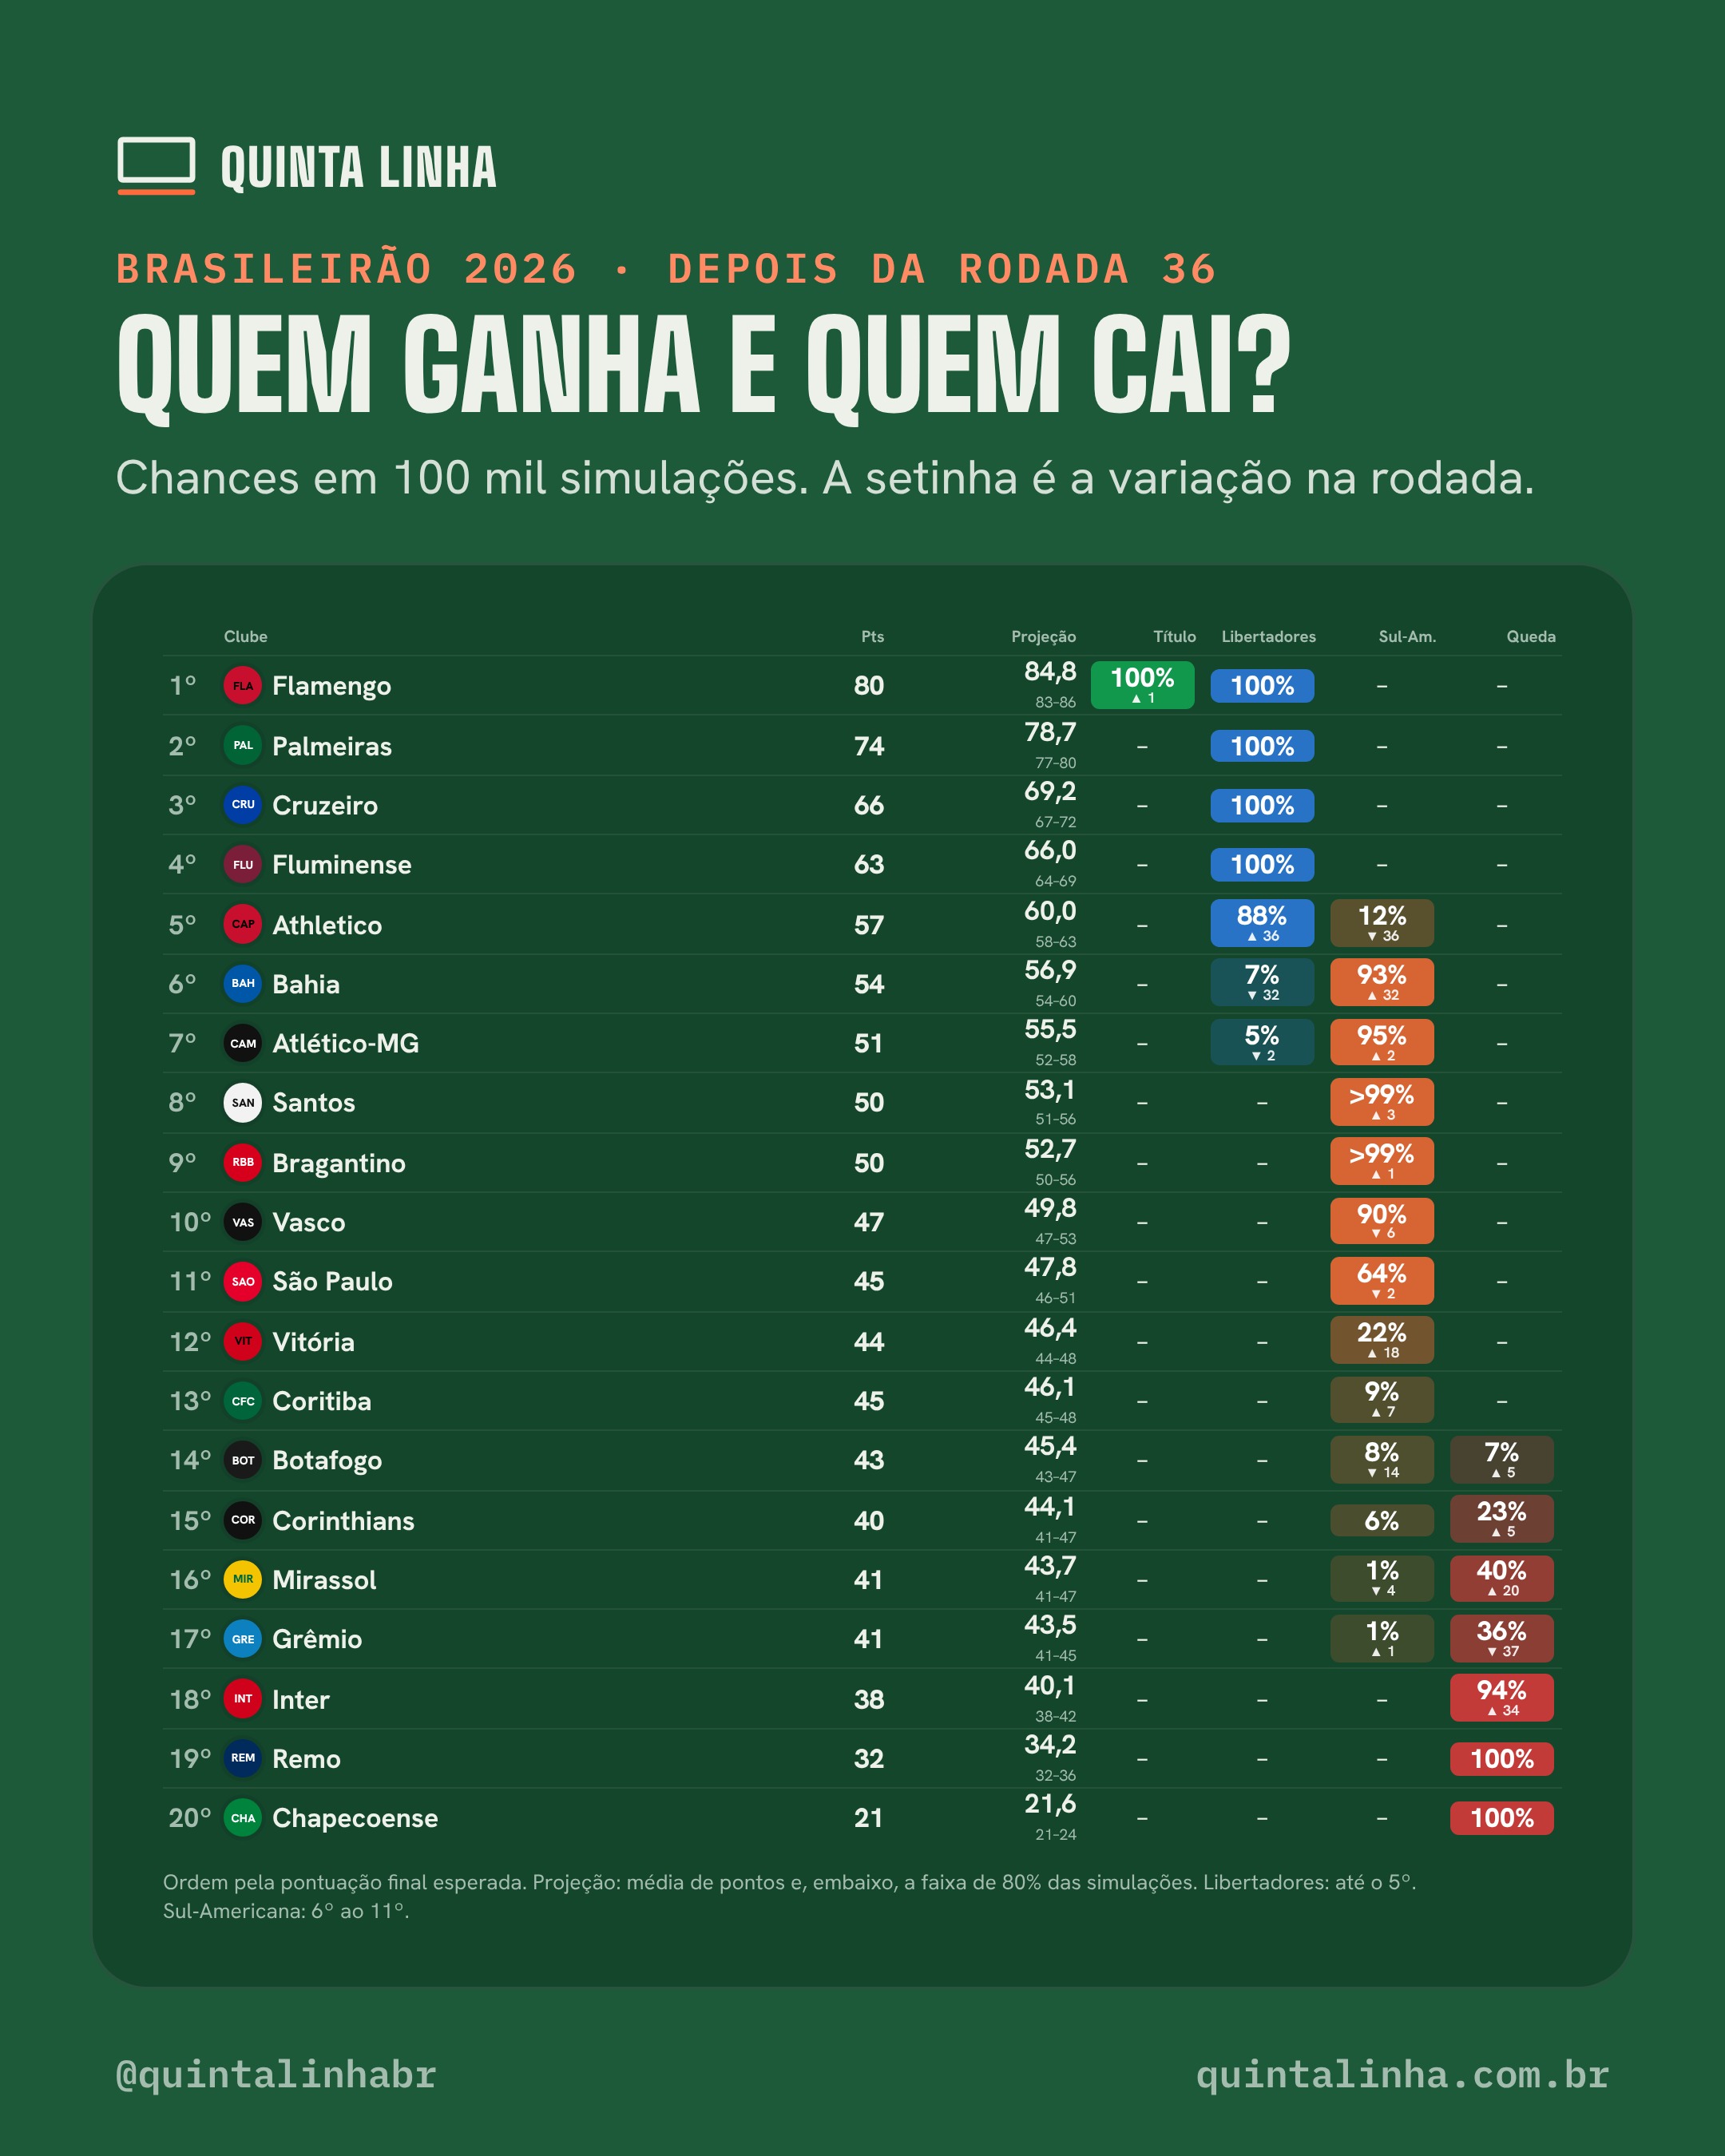 QUINTA LINHA
BRASILEIRÃO 2026 · DEPOIS DA RODADA 36
QUEM GANHA E QUEM CAI?
Chances em 100 mil simulações. A setinha é a variação na rodada.
Clube Pts Projeção Título Libertadores Sul-Am. Queda
1º FLA Flamengo 80 84,8 83–86 100% ▲ 1 100% – –
2º PAL Palmeiras 74 78,7 77–80 – 100% – –
3º CRU Cruzeiro 66 69,2 67–72 – 100% – –
4º FLU Fluminense 63 66,0 64–69 – 100% – –
5º CAP Athletico 57 60,0 58–63 – 88% ▲ 36 12% ▼ 36 –
6º BAH Bahia 54 56,9 54–60 – 7% ▼ 32 93% ▲ 32 –
7º CAM Atlético-MG 51 55,5 52–58 – 5% ▼ 2 95% ▲ 2 –
8º SAN Santos 50 53,1 51–56 – – >99% ▲ 3 –
9º RBB Bragantino 50 52,7 50–56 – – >99% ▲ 1 –
10º VAS Vasco 47 49,8 47–53 – – 90% ▼ 6 –
11º SAO São Paulo 45 47,8 46–51 – – 64% ▼ 2 –
12º VIT Vitória 44 46,4 44–48 – – 22% ▲ 18 –
13º CFC Coritiba 45 46,1 45–48 – – 9% ▲ 7 –
14º BOT Botafogo 43 45,4 43–47 – – 8% ▼ 14 7% ▲ 5
15º COR Corinthians 40 44,1 41–47 – – 6% 23% ▲ 5
16º MIR Mirassol 41 43,7 41–47 – – 1% ▼ 4 40% ▲ 20
17º GRE Grêmio 41 43,5 41–45 – – 1% ▲ 1 36% ▼ 37
18º INT Inter 38 40,1 38–42 – – – 94% ▲ 34
19º REM Remo 32 34,2 32–36 – – – 100%
20º CHA Chapecoense 21 21,6 21–24 – – – 100%
Ordem pela pontuação final esperada. Projeção: média de pontos e, embaixo, a faixa de 80% das simulações. Libertadores: até o 5º.
Sul-Americana: 6º ao 11º.
@quintalinhabr quintalinha.com.br